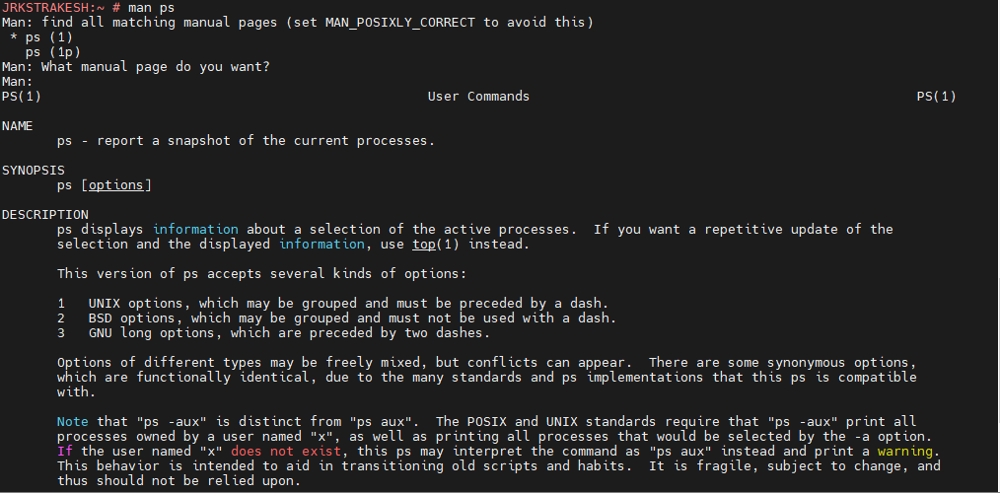 JRKSTRAKESH:~ # man ps
Man: find all matching manual pages (set MAN_POSIXLY_CORRECT to avoid this)
 * ps (1)
   ps (1p)
Man: What manual page do you want?
Man:
PS(1) User Commands PS(1)
NAME
ps - report a snapshot of the current processes.
SYNOPSIS
ps [options]
DESCRIPTION
ps displays information about a selection of the active processes.  If you want a repetitive update of the
selection and the displayed information, use top(1) instead.
This version of ps accepts several kinds of options:
1   UNIX options, which may be grouped and must be preceded by a dash.
2   BSD options, which may be grouped and must not be used with a dash.
3   GNU long options, which are preceded by two dashes.
Options of different types may be freely mixed, but conflicts can appear.  There are some synonymous options,
which are functionally identical, due to the many standards and ps implementations that this ps is compatible
with.
Note that "ps -aux" is distinct from "ps aux".  The POSIX and UNIX standards require that "ps -aux" print all
processes owned by a user named "x", as well as printing all processes that would be selected by the -a option.
If the user named "x" does not exist, this ps may interpret the command as "ps aux" instead and print a warning.
This behavior is intended to aid in transitioning old scripts and habits.  It is fragile, subject to change, and
thus should not be relied upon.